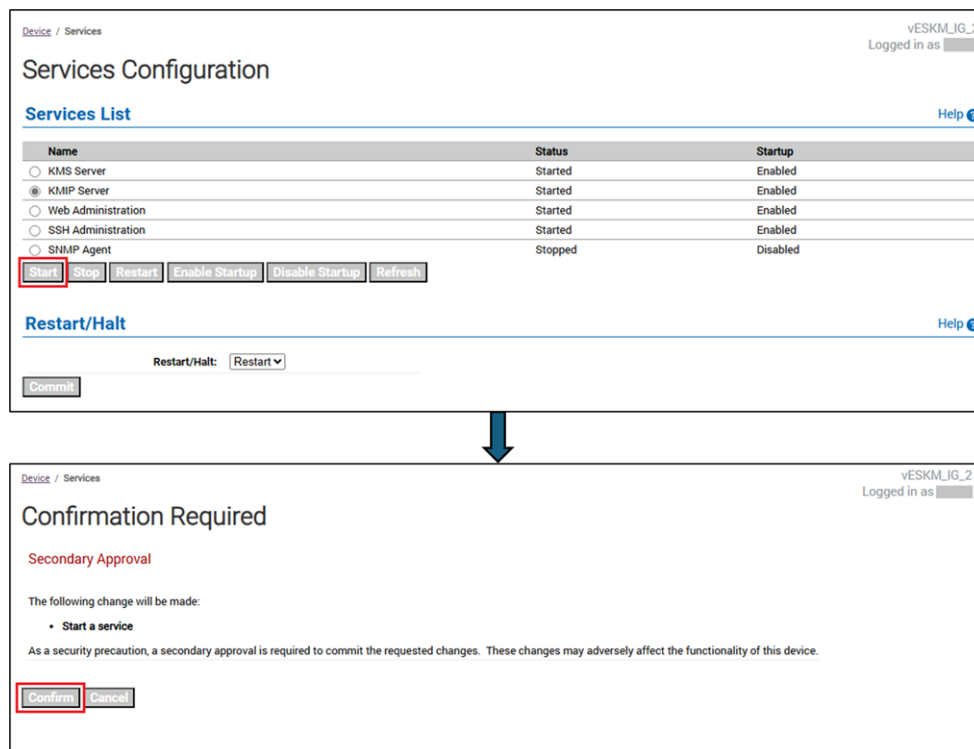 Device / Services
vESKM_IG_2
Logged in as
Services Configuration
Services List
Help
Name Status Startup
KMS Server Started Enabled
KMIP Server Started Enabled
Web Administration Started Enabled
SSH Administration Started Enabled
SNMP Agent Stopped Disabled
Start Stop Restart Enable Startup Disable Startup Refresh
Restart/Halt
Help
Restart/Halt: Restart
Commit
Device / Services
vESKM_IG_2
Logged in as
Confirmation Required
Secondary Approval
The following change will be made:
• Start a service
As a security precaution, a secondary approval is required to commit the requested changes. These changes may adversely affect the functionality of this device.
Confirm Cancel